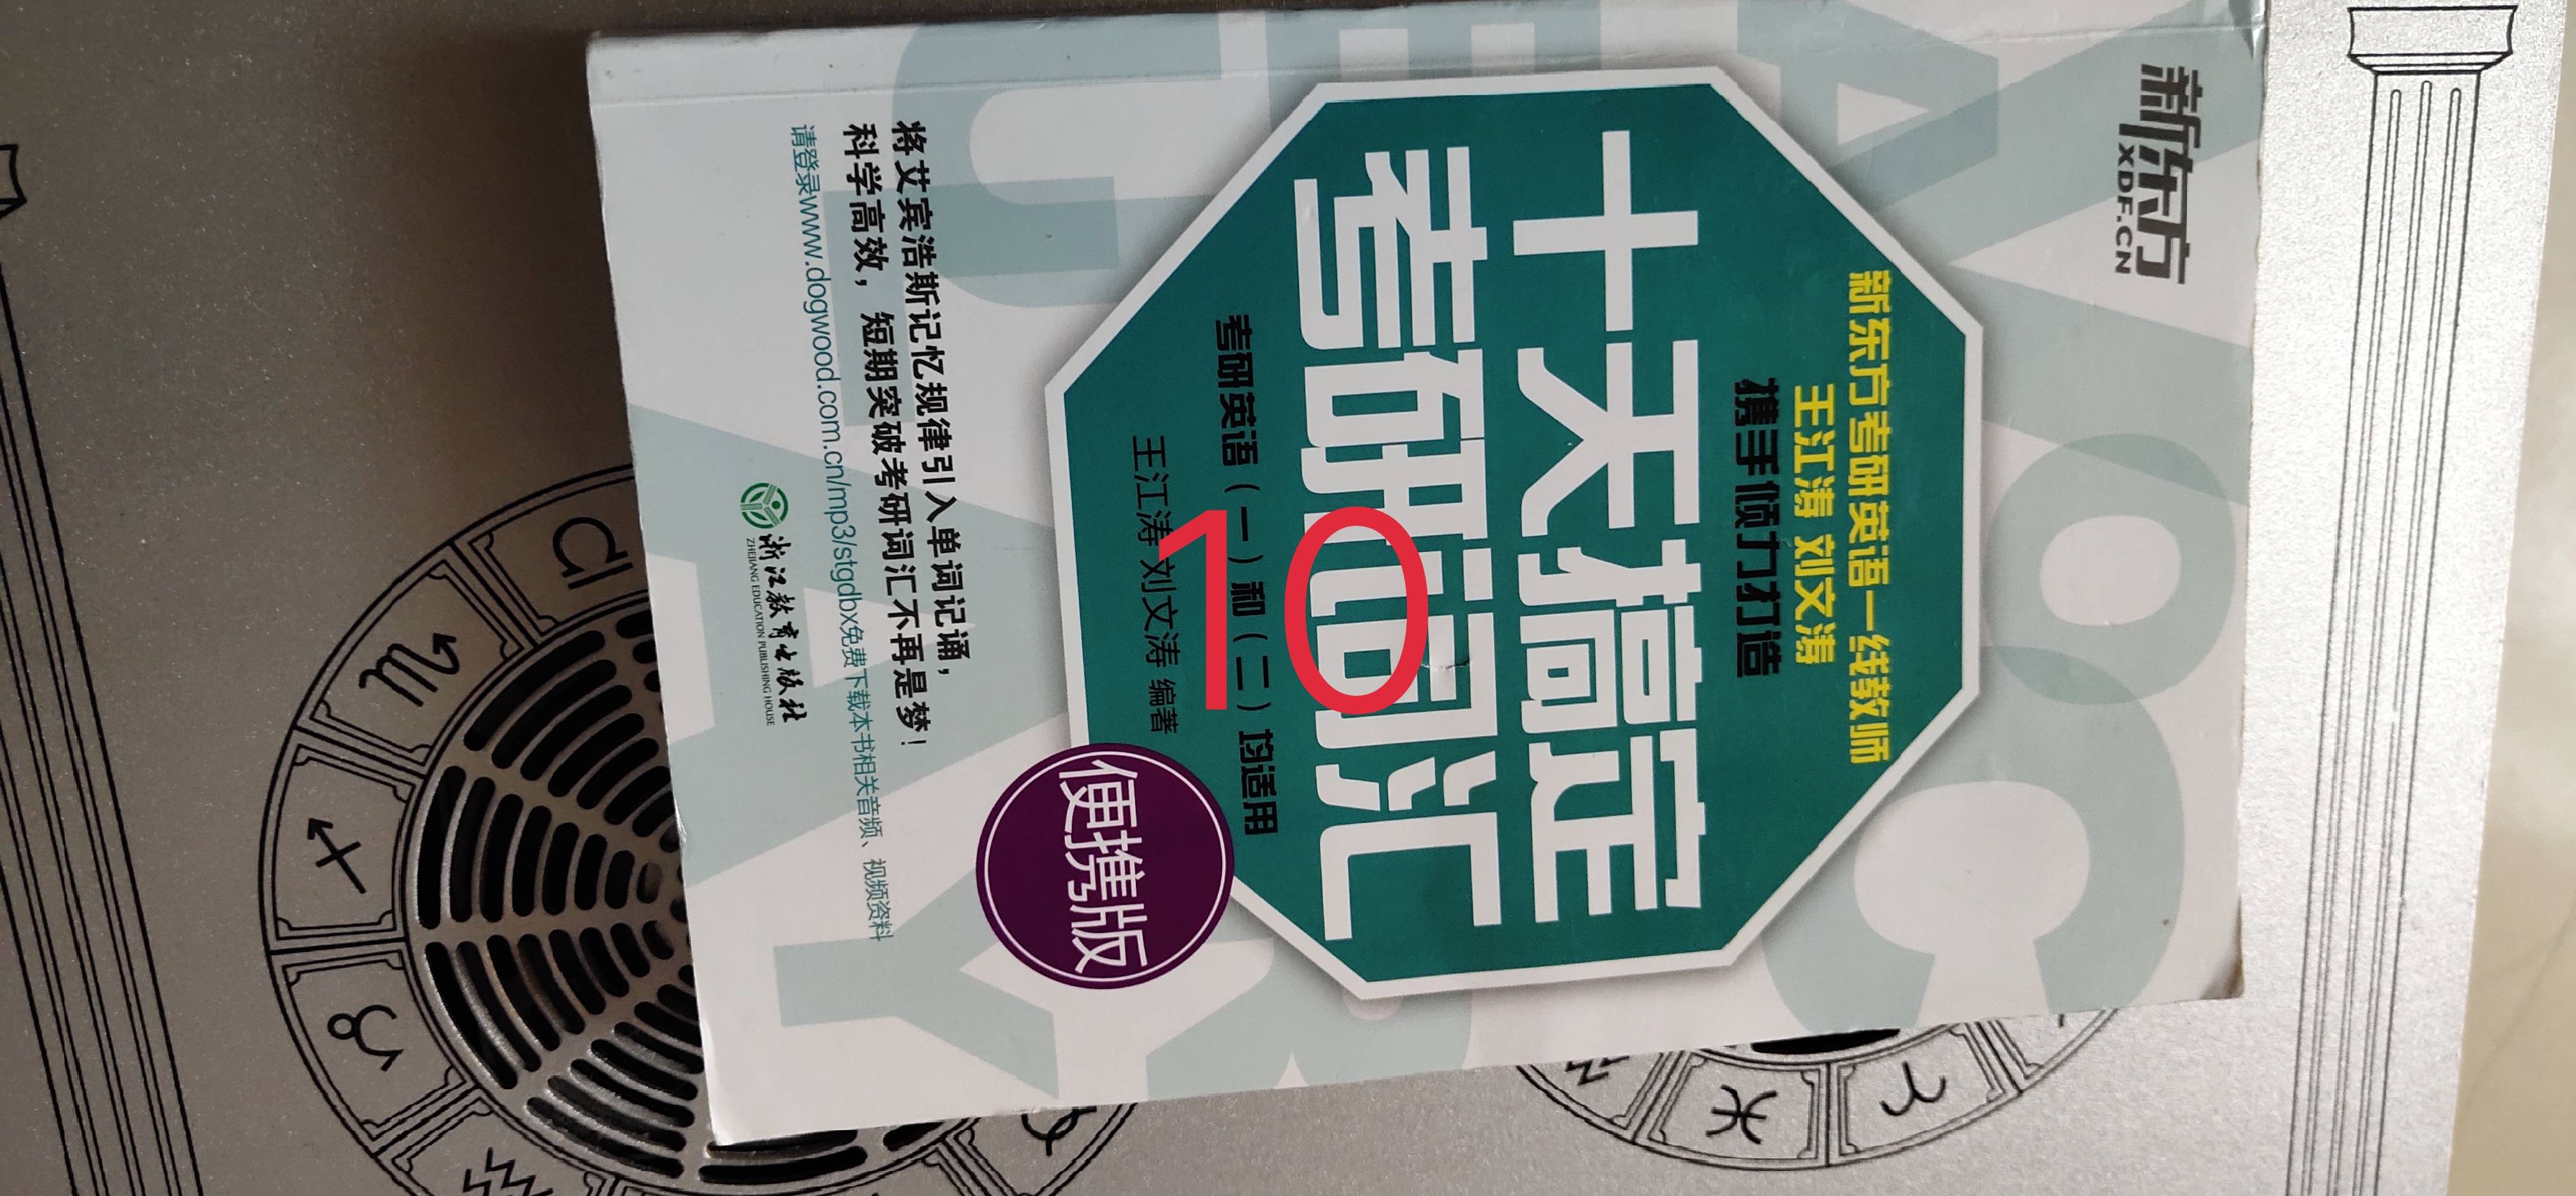 新东方
XDF.CN
新东方考研英语一线教师
王江涛 刘文涛
携手倾力打造
十天搞定
考研词汇
考研英语（一）和（二）均适用
王江涛 刘文涛 编著
便携版
将艾宾浩斯记忆规律引入单词记诵，
科学高效，短期突破考研词汇不再是梦！
请登录www.dogwood.com.cn/mp3/stgdbx免费下载本书相关音频、视频资料
浙江教育出版社
ZHEJIANG EDUCATION PUBLISHING HOUSE
10